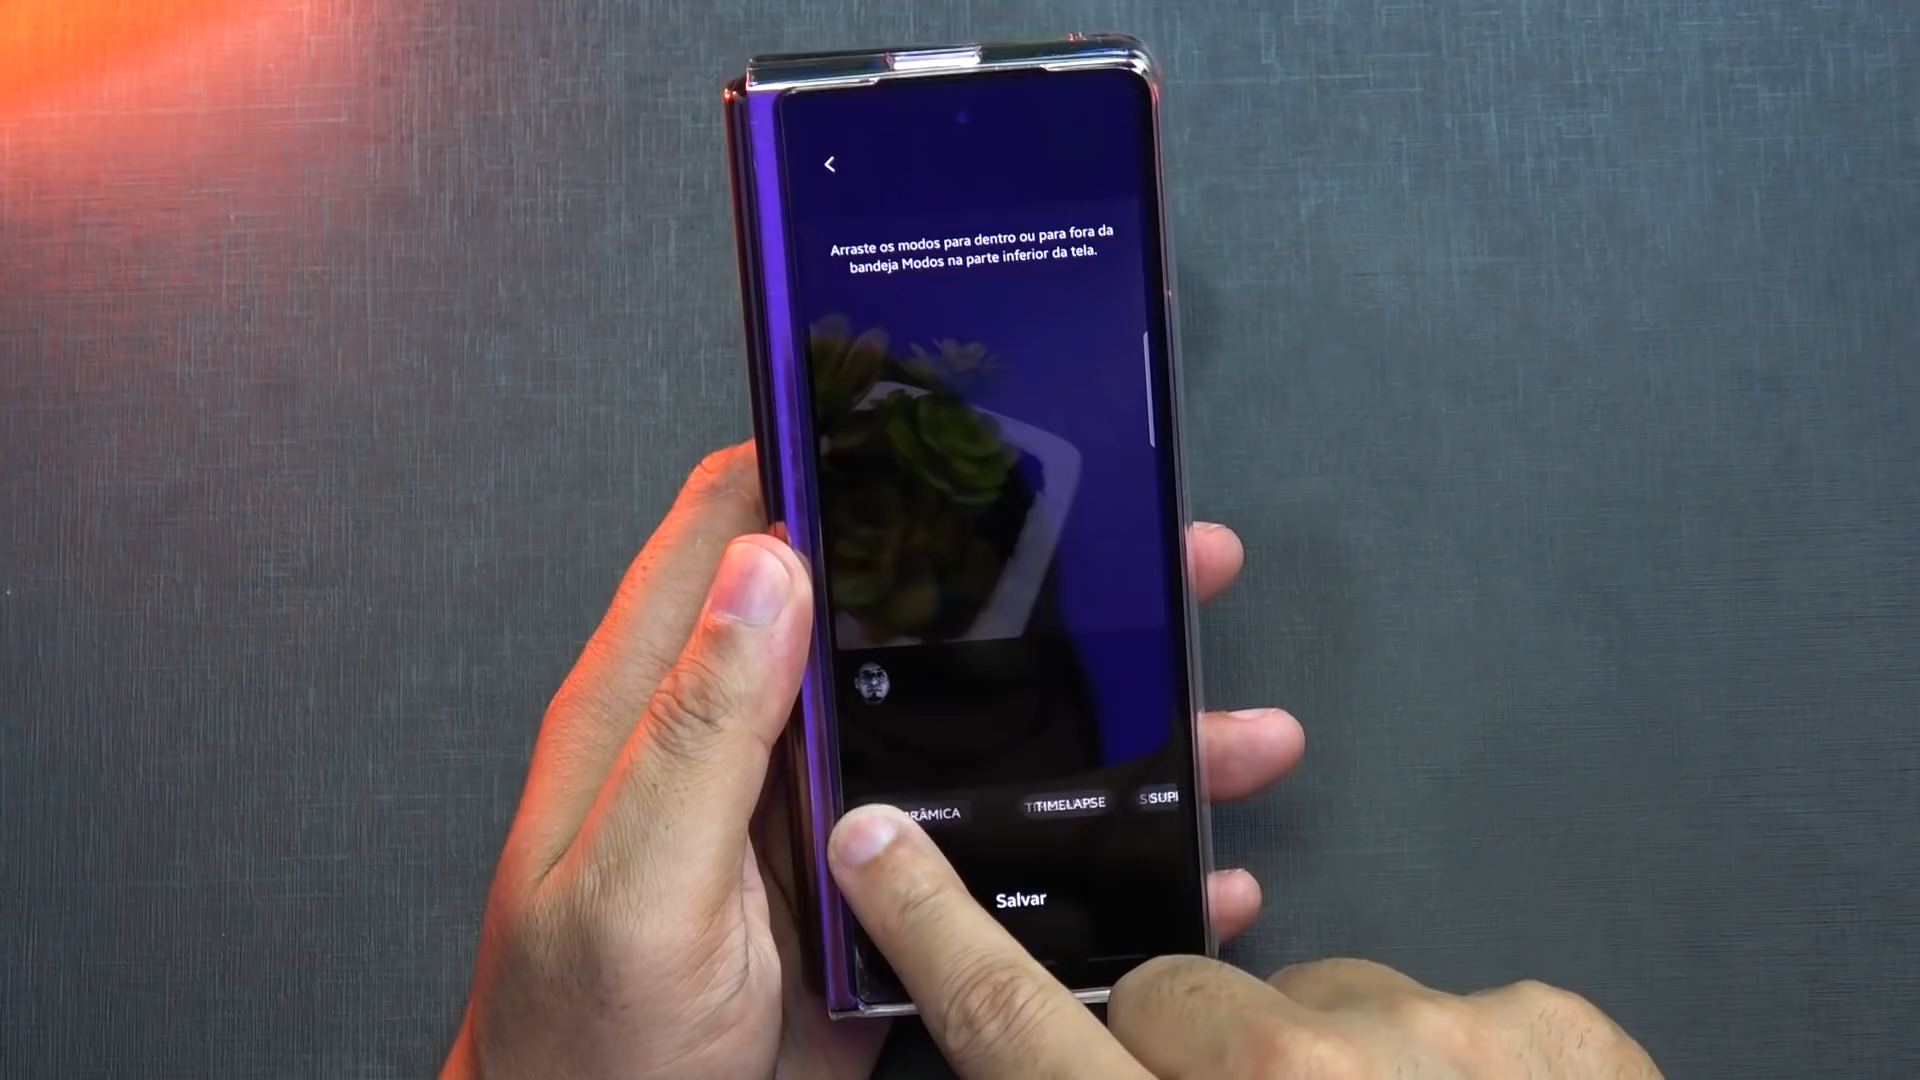 Arraste os modos para dentro ou para fora da
bandeja Modos na parte inferior da tela.
TIMELAPSE
Salvar